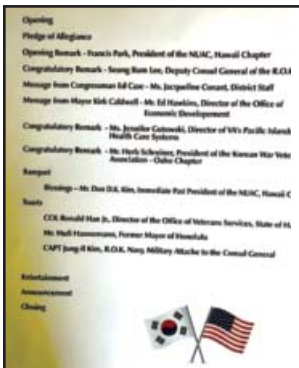 Opening
Pledge of Allegiance
Opening Remark - Francis Park, President of the NUAC, Hawaii Chapter
Congratulatory Remark - Seung Bum Lee, Deputy Consul General of the R.O.K
Message from Congressman Ed Case - Ms. Jacqueline Conant, District Staff
Message from Mayor Kirk Caldwell - Mr. Ed Hawkins, Director of the Office of
Economic Development
Congratulatory Remark - Ms. Jennifer Gutowski, Director of VA's Pacific Islands
Health Care Systems
Congratulatory Remark - Mr. Herb Schreiner, President of the Korean War Vete
Association - Oahu Chapter
Banquet
Blessings - Mr. Dun D.K. Kim, Immediate Past President of the NUAC, Hawaii C
Toasts
COL Ronald Han Jr., Director of the Office of Veterans Services, State of Ha
Mr. Mufi Hannemann, Former Mayor of Honolulu
CAPT Jung-il Kim, R.O.K. Navy, Military Attache to the Consul General
Entertainment
Announcement
Closing